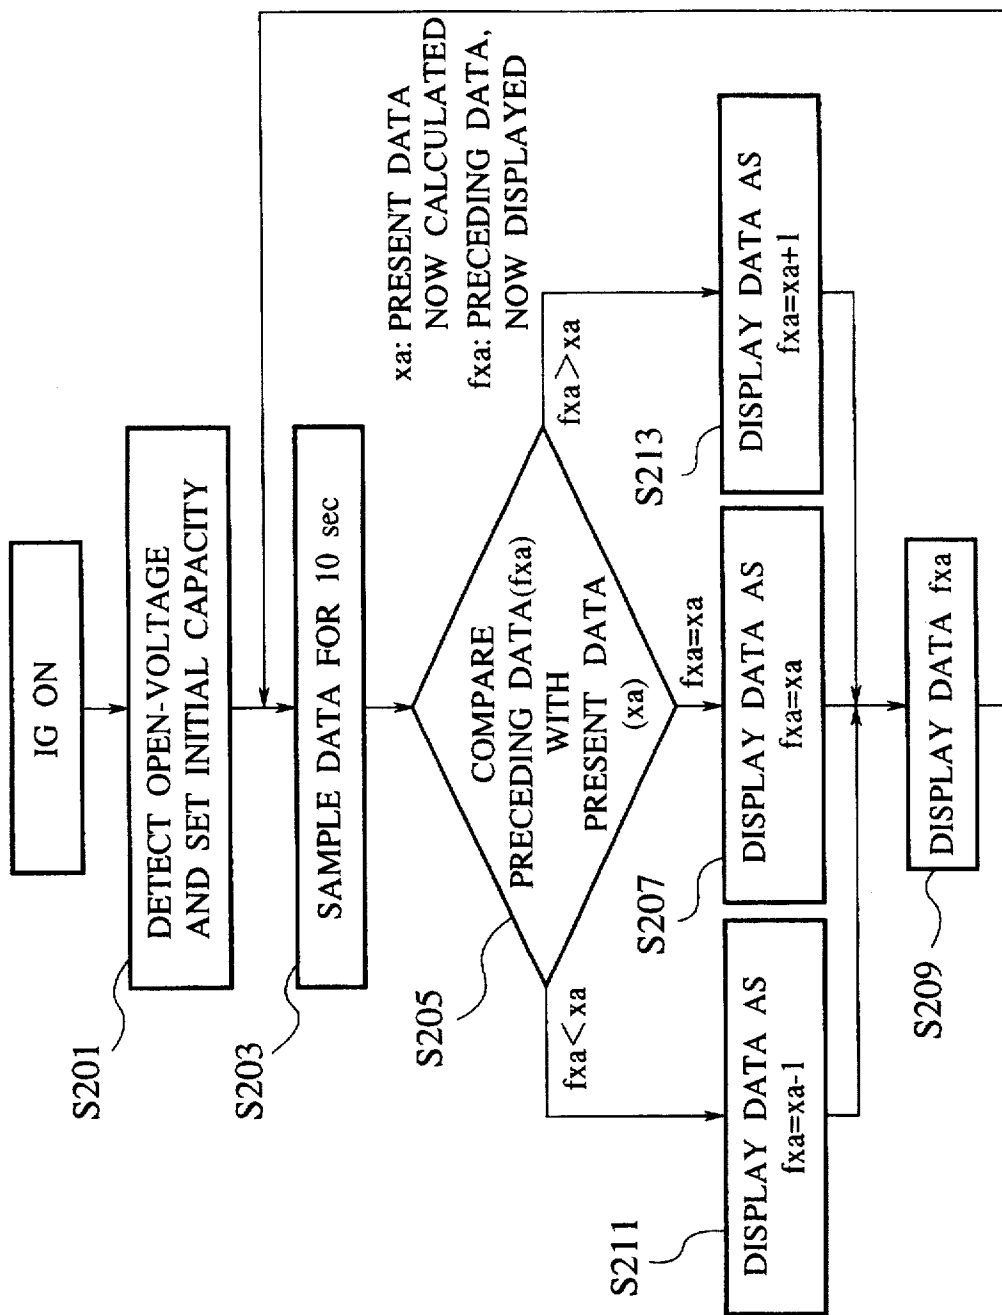 IG ON
S201
DETECT OPEN-VOLTAGE
AND SET INITIAL CAPACITY
S203
SAMPLE DATA FOR 10 sec
xa: PRESENT DATA
NOW CALCULATED
fxa: PRECEDING DATA,
NOW DISPLAYED
S205
COMPARE
PRECEDING DATA(fxa)
WITH
PRESENT DATA
(xa)
fxa<xa
fxa=xa
fxa>xa
S211
DISPLAY DATA AS
fxa=xa-1
S207
DISPLAY DATA AS
fxa=xa
S213
DISPLAY DATA AS
fxa=xa+1
S209
DISPLAY DATA fxa